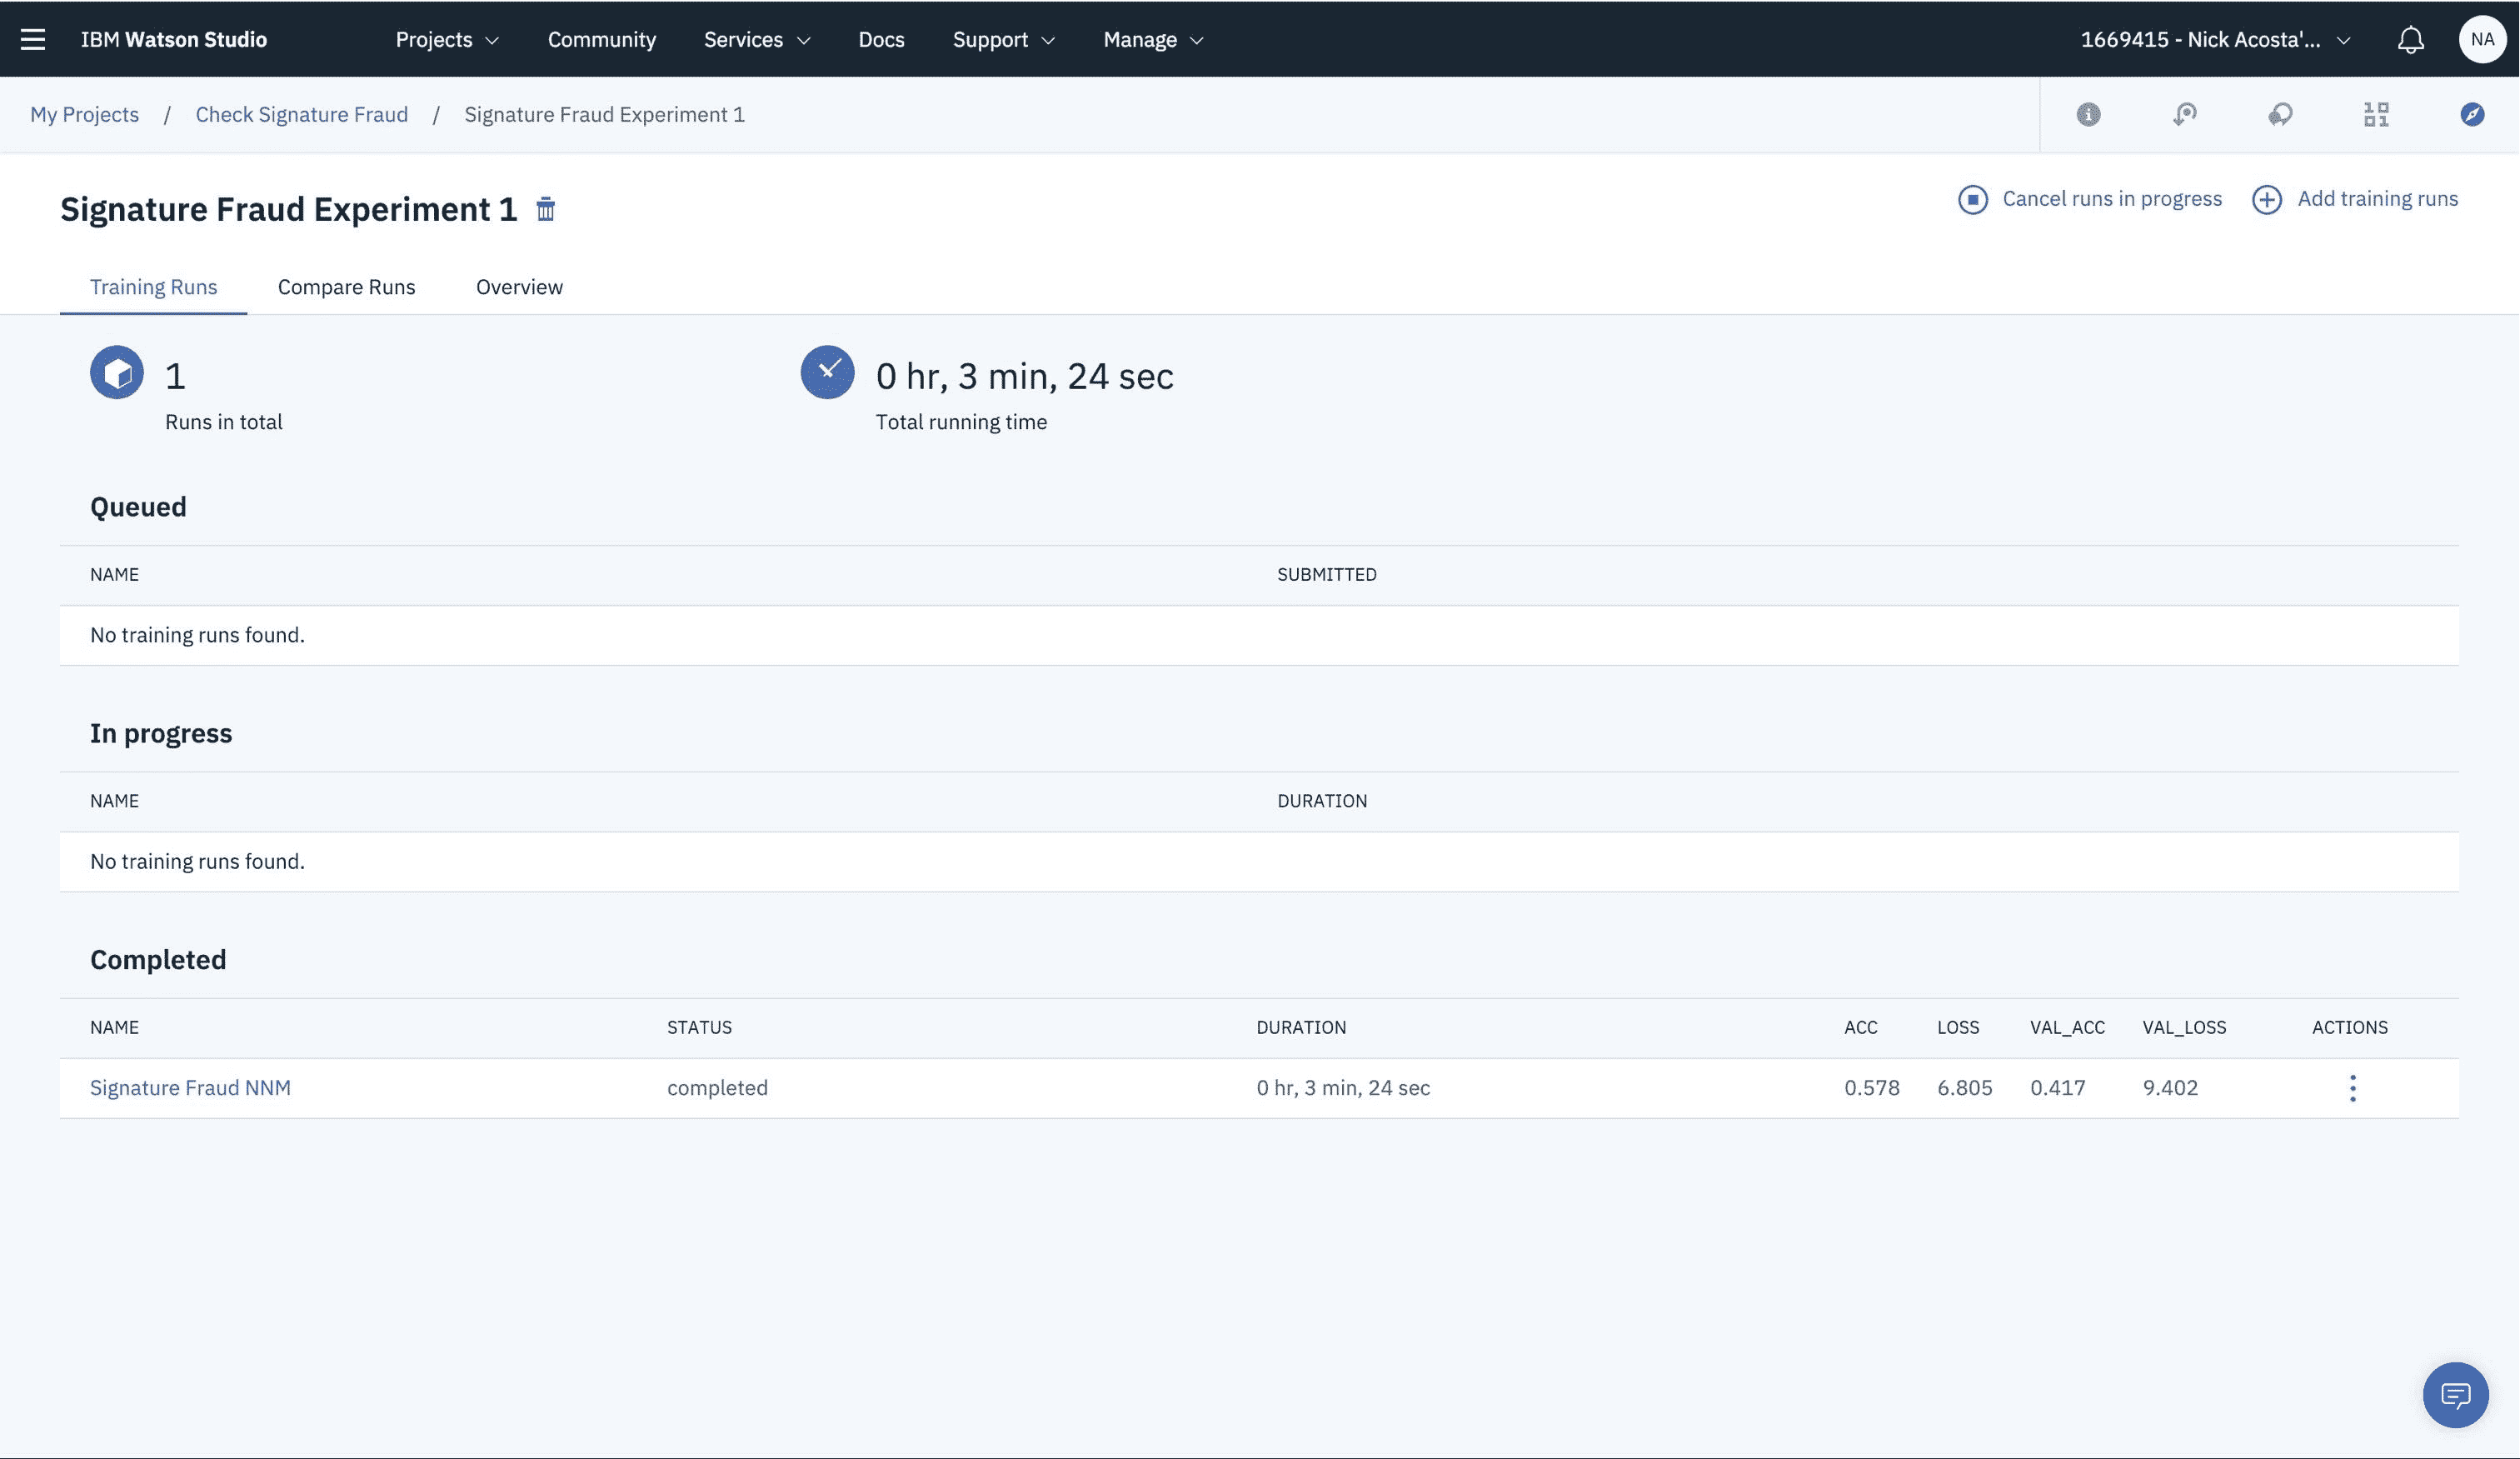 IBM Watson Studio Projects Community Services Docs Support Manage 1669415 - Nick Acosta'... NA
My Projects / Check Signature Fraud / Signature Fraud Experiment 1
Signature Fraud Experiment 1 Cancel runs in progress Add training runs
Training Runs Compare Runs Overview
1 0 hr, 3 min, 24 sec
Runs in total Total running time
Queued
NAME SUBMITTED
No training runs found.
In progress
NAME DURATION
No training runs found.
Completed
NAME STATUS DURATION ACC LOSS VAL_ACC VAL_LOSS ACTIONS
Signature Fraud NNM completed 0 hr, 3 min, 24 sec 0.578 6.805 0.417 9.402